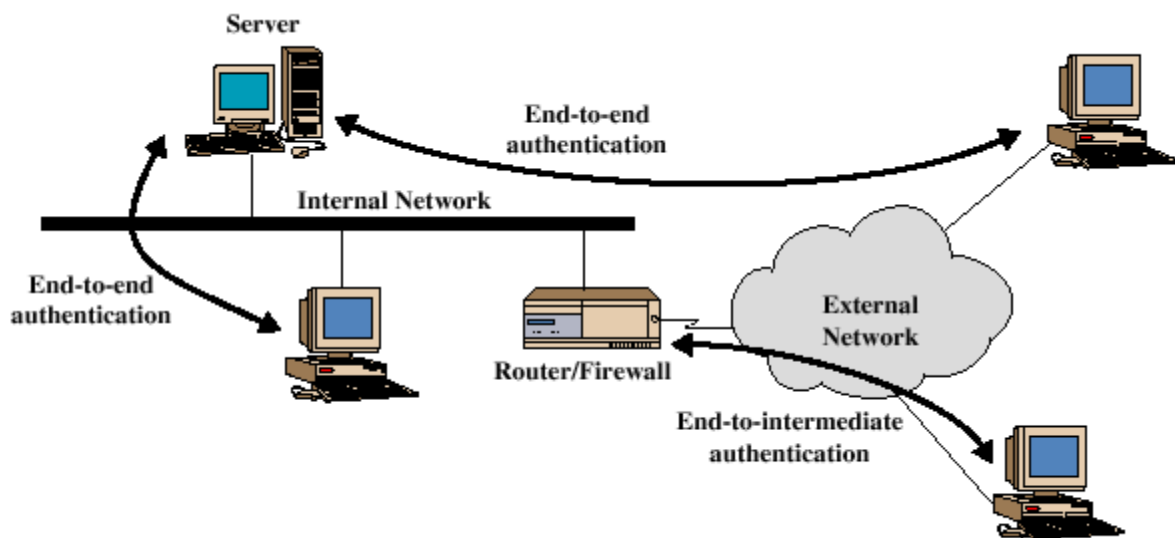 Server
End-to-end
authentication
Internal Network
End-to-end
authentication
External
Network
Router/Firewall
End-to-intermediate
authentication